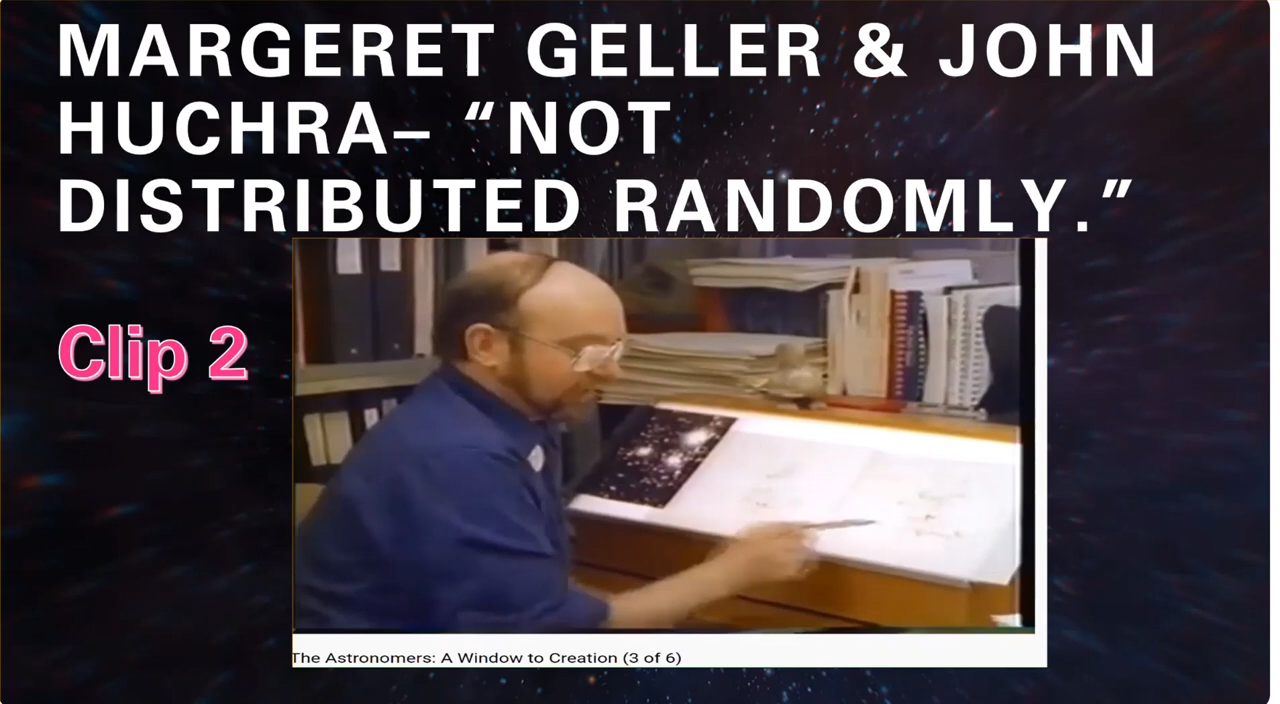 MARGERET GELLER & JOHN
HUCHRA– “NOT
DISTRIBUTED RANDOMLY.”
Clip 2
The Astronomers: A Window to Creation (3 of 6)